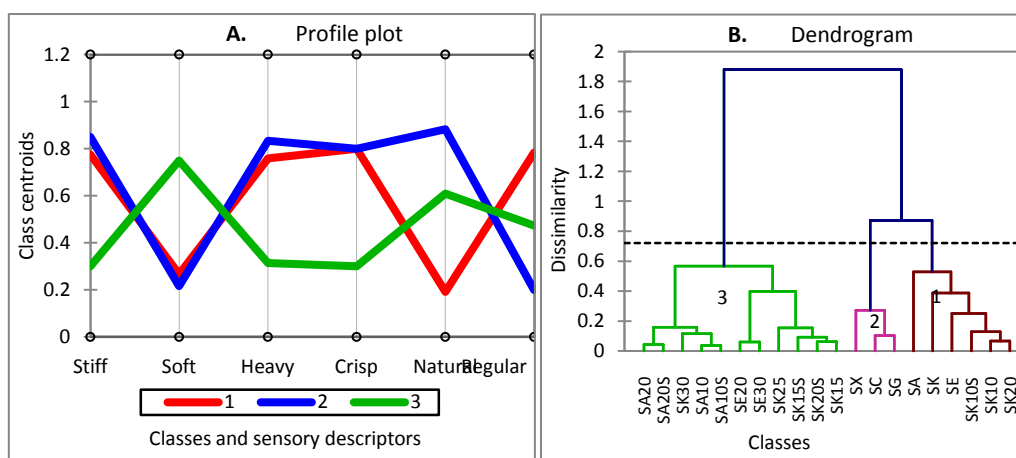 A. Profile plot
1.2
1
0.8
0.6
0.4
0.2
0
Class centroids
Stiff Soft Heavy Crisp Natural Regular
1 2 3
Classes and sensory descriptors
B. Dendrogram
2
1.8
1.6
1.4
1.2
1
0.8
0.6
0.4
0.2
0
Dissimilarity
3
2
1
SA20
SA20S
SK30
SA10
SA10S
SE20
SE30
SK25
SK15S
SK20S
SK15
SX
SC
SG
SA
SK
SE
SK10S
SK10
SK20
Classes